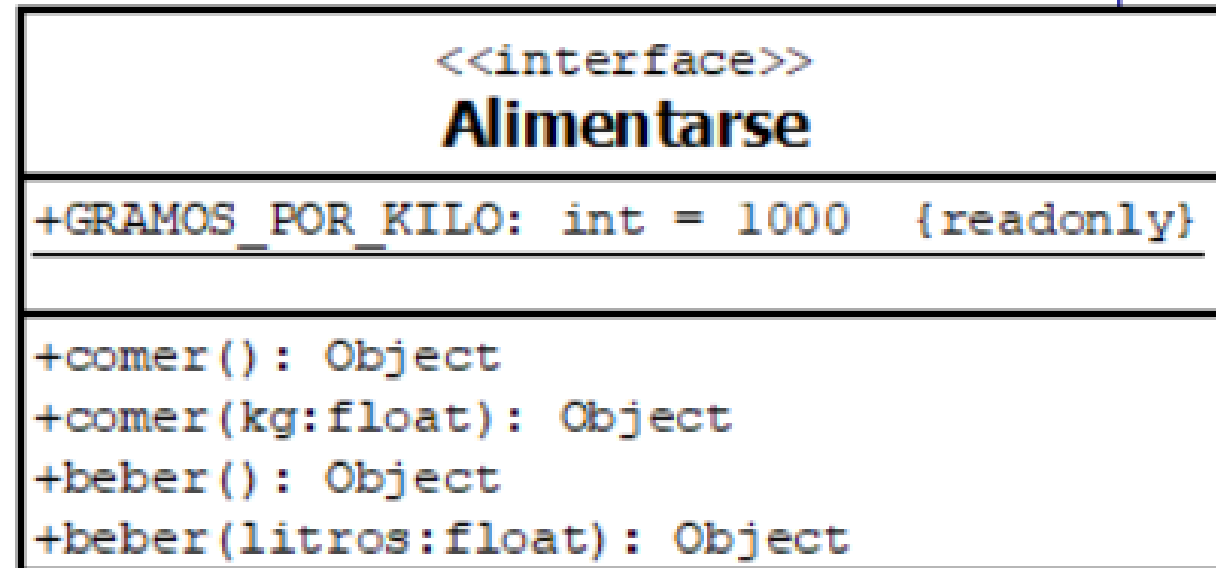 <<interface>>
Alimentarse
+GRAMOS_POR_KILO: int = 1000 {readonly}
+comer(): Object
+comer(kg:float): Object
+beber(): Object
+beber(litros:float): Object